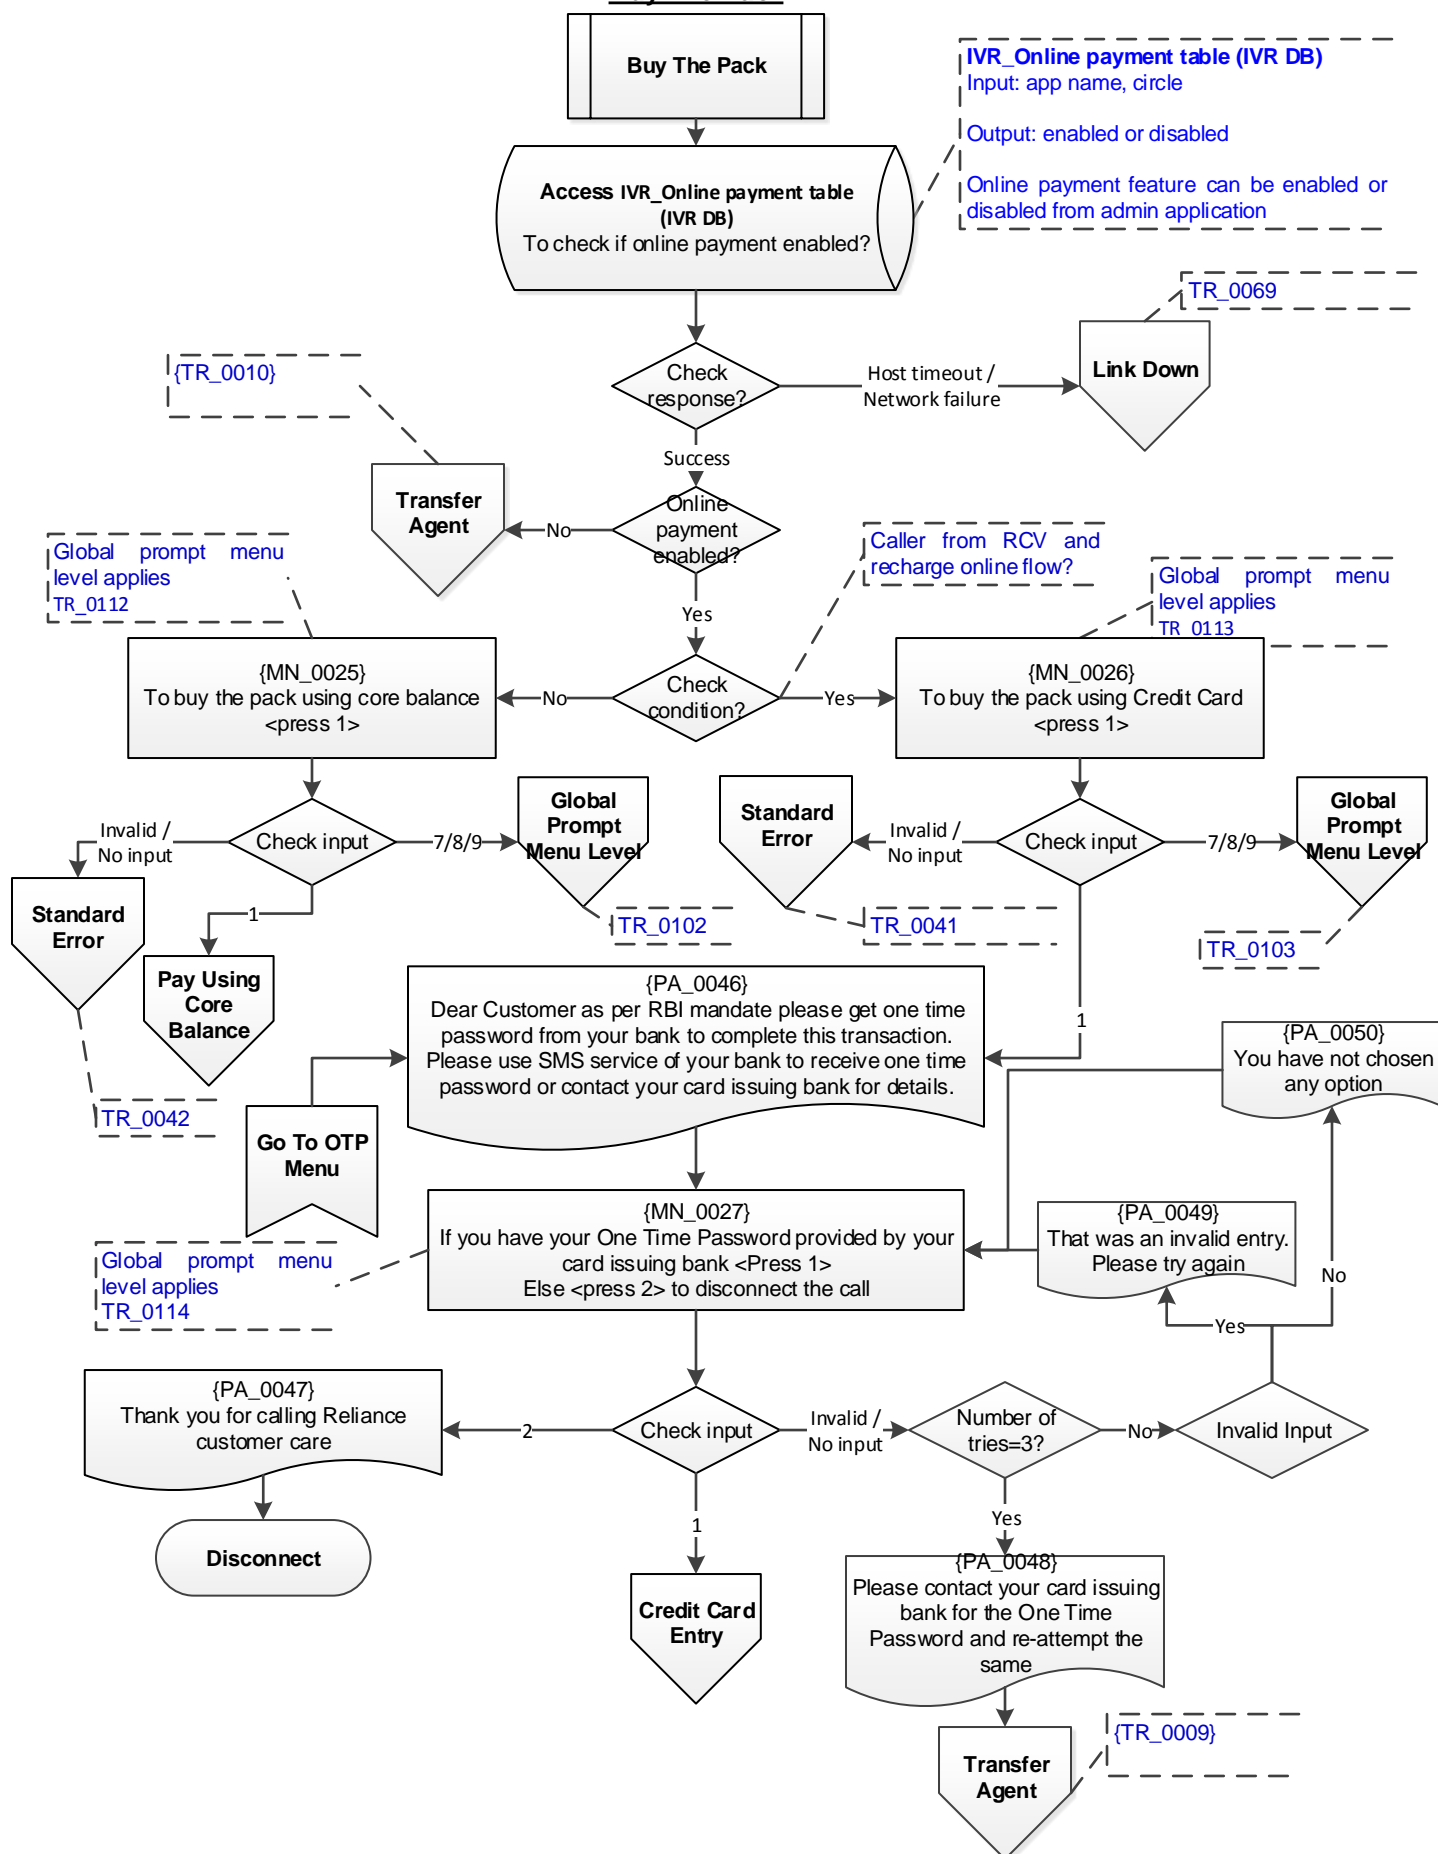 Buy The Pack
IVR_Online payment table (IVR DB)
Input: app name, circle
Output: enabled or disabled
Online payment feature can be enabled or
disabled from admin application
Access IVR_Online payment table
(IVR DB)
To check if online payment enabled?
TR_0069
Link Down
Check
response?
Host timeout /
Network failure
{TR_0010}
Success
Transfer
Agent
No
Online
payment
enabled?
Caller from RCV and
recharge online flow?
Global prompt menu
level applies
TR_0112
Global prompt menu
level applies
TR_0113
Yes
{MN_0025}
To buy the pack using core balance
<press 1>
No
Check
condition?
Yes
{MN_0026}
To buy the pack using Credit Card
<press 1>
Invalid /
No input
Check input
7/8/9
Global
Prompt
Menu Level
Standard
Error
Invalid /
No input
Check input
7/8/9
Global
Prompt
Menu Level
Standard
Error
1
TR_0102
TR_0041
TR_0103
Pay Using
Core
Balance
{PA_0046}
Dear Customer as per RBI mandate please get one time
password from your bank to complete this transaction.
Please use SMS service of your bank to receive one time
password or contact your card issuing bank for details.
1
{PA_0050}
You have not chosen
any option
TR_0042
Go To OTP
Menu
{MN_0027}
If you have your One Time Password provided by your
card issuing bank <Press 1>
Else <press 2> to disconnect the call
{PA_0049}
That was an invalid entry.
Please try again
No
Global prompt menu
level applies
TR_0114
Yes
{PA_0047}
Thank you for calling Reliance
customer care
2
Check input
Invalid /
No input
Number of
tries=3?
No
Invalid Input
1
Yes
Disconnect
{PA_0048}
Please contact your card issuing
bank for the One Time
Password and re-attempt the
same
Credit Card
Entry
{TR_0009}
Transfer
Agent